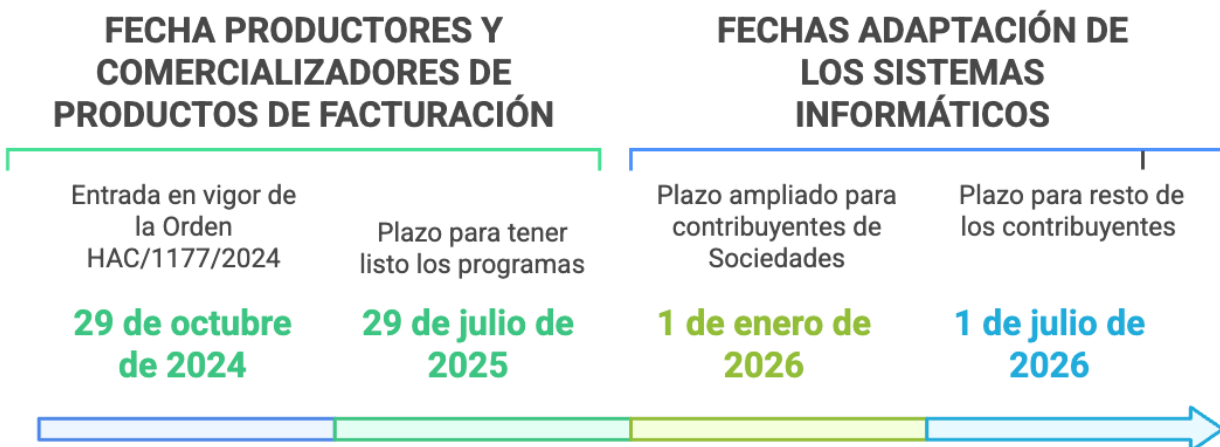 FECHA PRODUCTORES Y
COMERCIALIZADORES DE
PRODUCTOS DE FACTURACIÓN
FECHAS ADAPTACIÓN DE
LOS SISTEMAS
INFORMÁTICOS
Entrada en vigor de
la Orden
HAC/1177/2024
29 de octubre
de 2024
Plazo para tener
listo los programas
29 de julio de
2025
Plazo ampliado para
contribuyentes de
Sociedades
1 de enero de
2026
Plazo para resto de
los contribuyentes
1 de julio de
2026